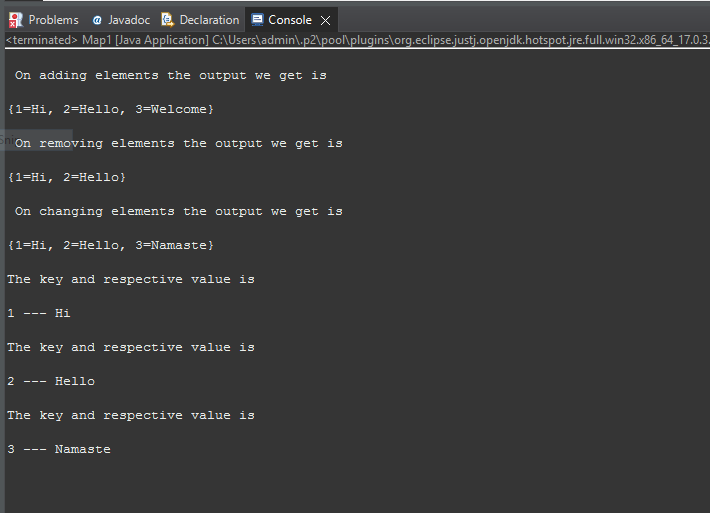 Problems Javadoc Declaration Console
<terminated> Map1 [Java Application] C:\Users\admin\.p2\pool\plugins\org.eclipse.justj.openjdk.hotspot.jre.full.win32.x86_64_17.0.3.
On adding elements the output we get is
{1=Hi, 2=Hello, 3=Welcome}
On removing elements the output we get is
{1=Hi, 2=Hello}
On changing elements the output we get is
{1=Hi, 2=Hello, 3=Namaste}
The key and respective value is
1 --- Hi
The key and respective value is
2 --- Hello
The key and respective value is
3 --- Namaste